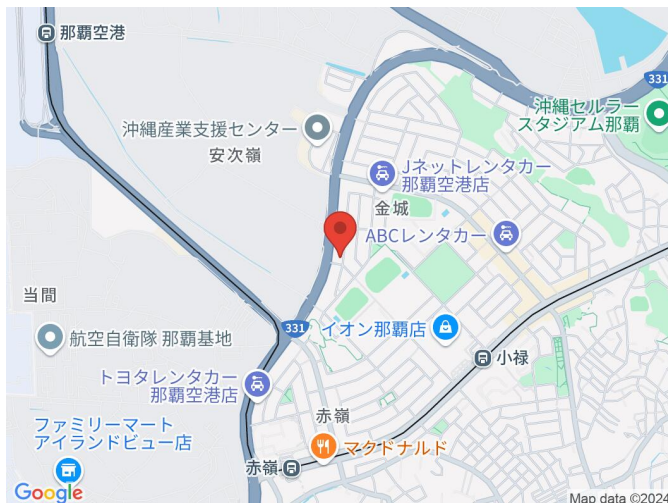 那覇空港
331
沖縄セルラー
スタジアム那覇
沖縄産業支援センター
安次嶺
Jネットレンタカー
那覇空港店
金城
ABCレンタカー
当間
331
航空自衛隊 那覇基地
イオン那覇店
小禄
トヨタレンタカー
那覇空港店
赤嶺
ファミリーマート
アイランドビュー店
マクドナルド
赤嶺
Google
Map data ©2024